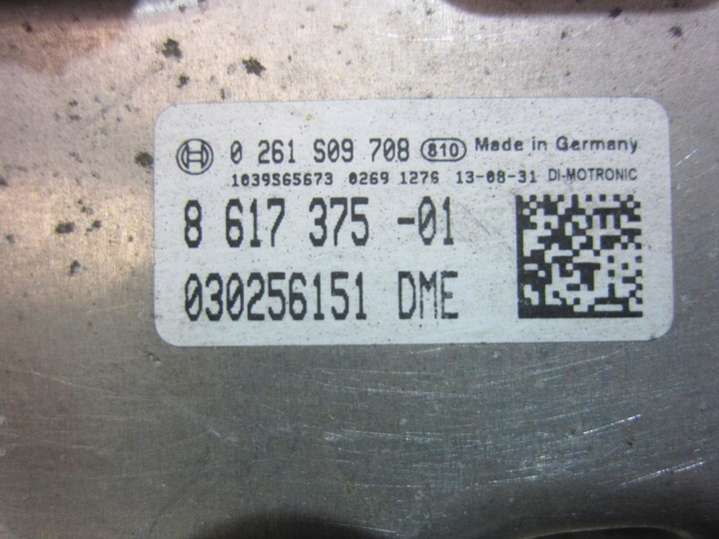 0 261 S09 708 810 Made in Germany
1039S65673 0269 1276 13-08-31 DI-MOTRONIC
8 617 375 -01
030256151 DME